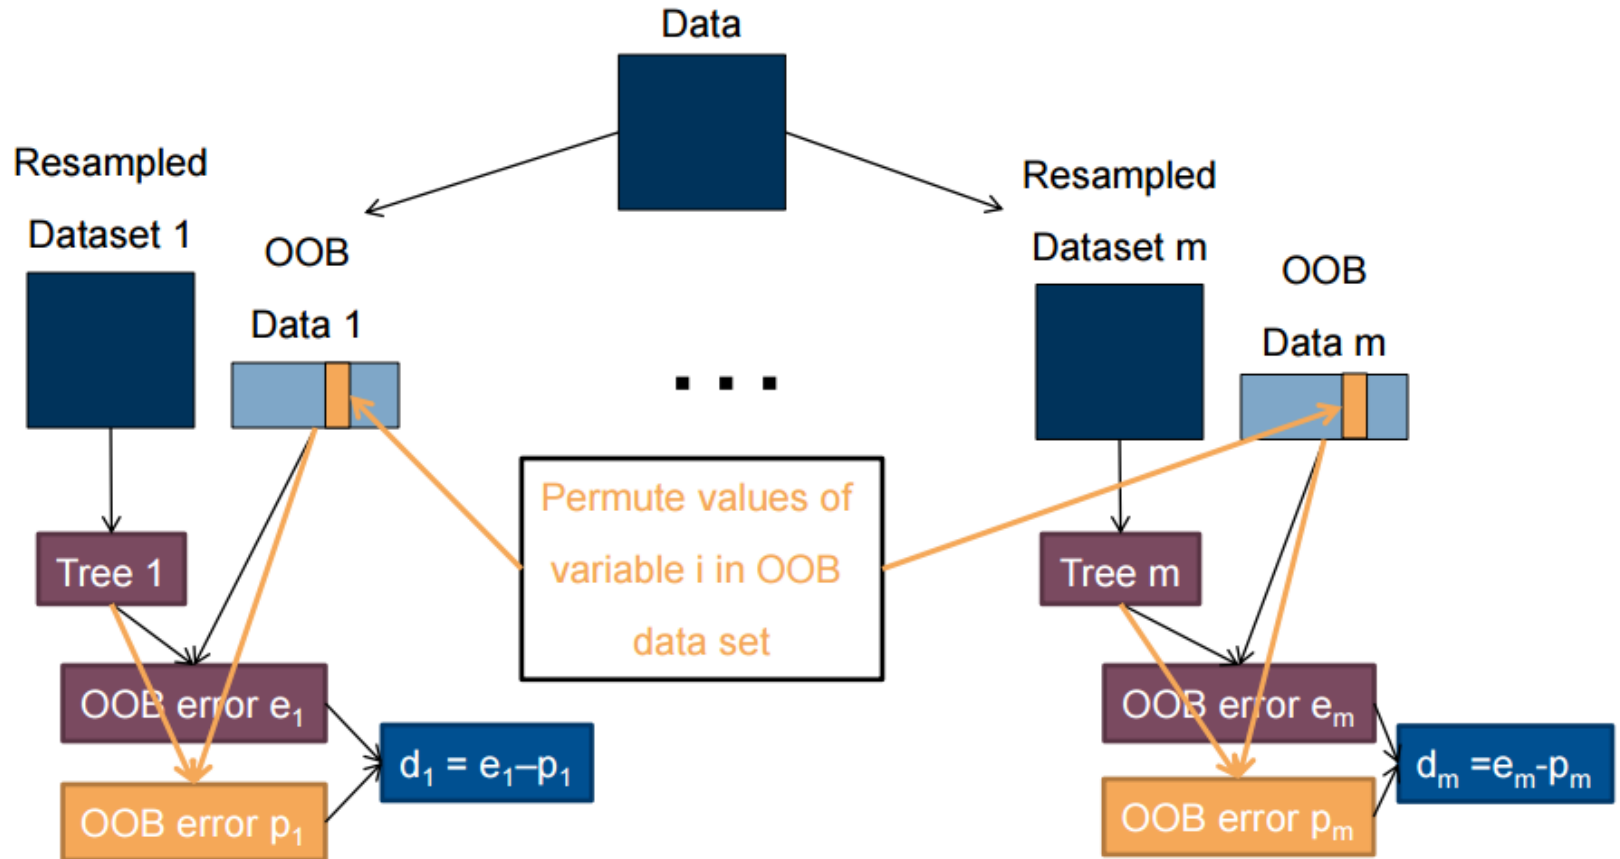 Data
Resampled
Dataset 1
OOB
Data 1
Resampled
Dataset m
OOB
Data m
...
Permute values of
variable i in OOB
data set
Tree 1
OOB error e₁
OOB error p₁
d₁ = e₁–p₁
Tree m
OOB error eₘ
OOB error pₘ
dₘ =eₘ-pₘ